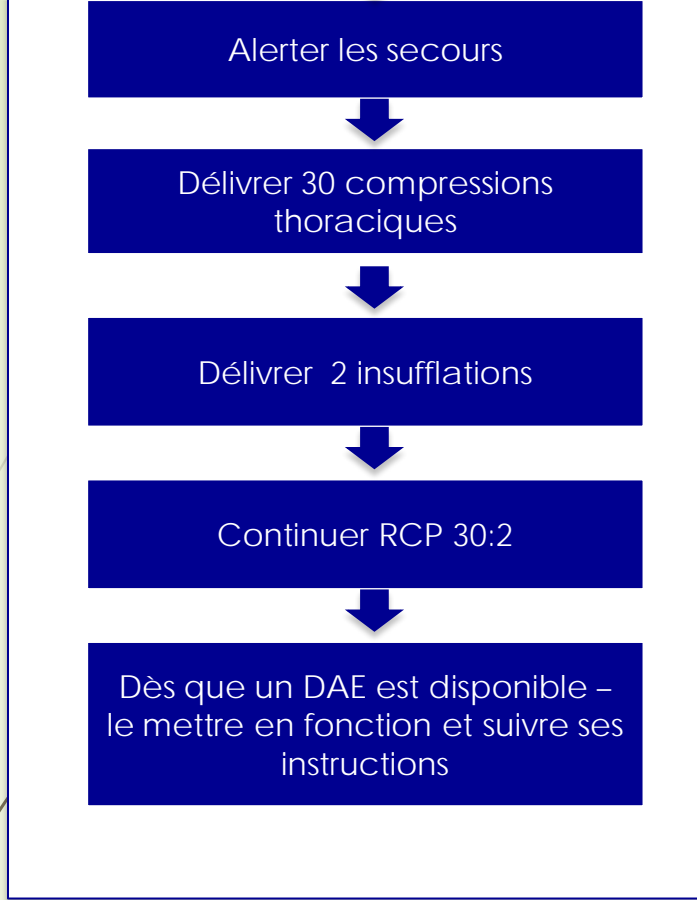 Alerter les secours
Délivrer 30 compressions
thoraciques
Délivrer  2 insufflations
Continuer RCP 30:2
Dès que un DAE est disponible –
le mettre en fonction et suivre ses
instructions